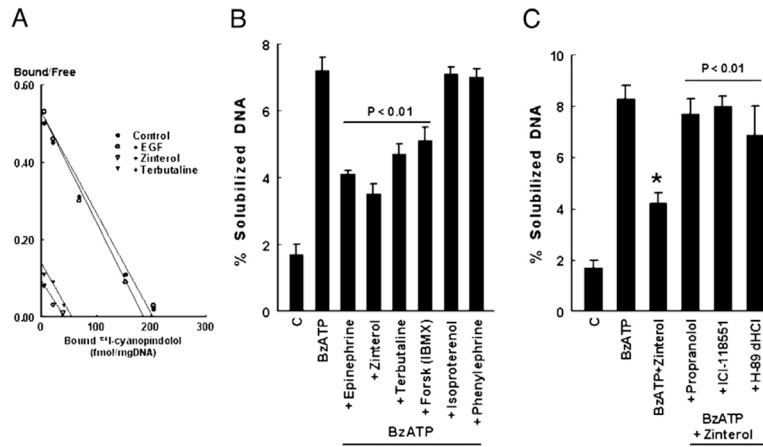 A
Bound/Free
0.60
0.40
0.20
0.00
0
100
200
300
Control
+ EGF
+ Zinterol
+ Terbutaline
Bound I-cyanopindolol
(fmol/mgDNA)
B
% Solubilized DNA
8
6
4
2
0
P < 0.01
C
BzATP
+ Epinephrine
+ Zinterol
+ Terbutaline
+ Forsk (IBMX)
+ Isoproterenol
+ Phenylephrine
BzATP
C
% Solubilized DNA
10
8
6
4
2
0
P < 0.01
*
C
BzATP
BzATP+Zinterol
+ Propranolol
+ ICI-118551
+ H-89 dHCl
BzATP
+ Zinterol